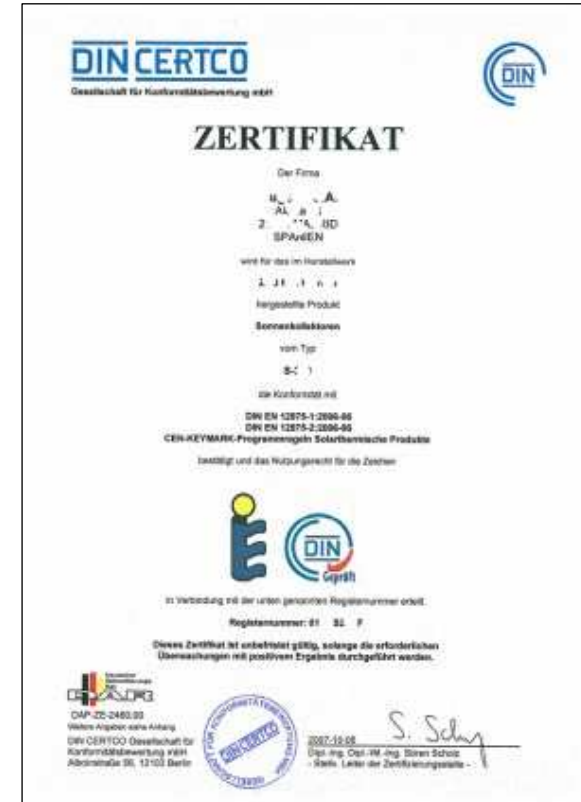 DIN CERTCO
Gesellschaft für Konformitätsbewertung mbH
DIN
ZERTIFIKAT
Der Firma
SPANIEN
wird für das im Herstellwerk
hergestellte Produkt
Sonnenkollektoren
vom Typ
die Konformität mit
DIN EN 12975-1:2006-06
DIN EN 12975-2:2006-06
CEN-KEYMARK-Programmregeln Solarthermische Produkte
bestätigt und das Nutzungsrecht für die Zeichen
DIN
Geprüft
in Verbindung mit der unten genannten Registernummer erteilt.
Registernummer:
Dieses Zertifikat ist unbefristet gültig, solange die erforderlichen
Überwachungen mit positivem Ergebnis durchgeführt werden.
DAP-ZE-2460.00
Weitere Angaben siehe Anhang
DIN CERTCO Gesellschaft für
Konformitätsbewertung mbH
Alboinstraße 56, 12103 Berlin
DIN CERTCO
S. Scholz
Dipl.-Ing. Dipl.-Wi.-Ing. Sören Scholz
- Stellv. Leiter der Zertifizierungsstelle -